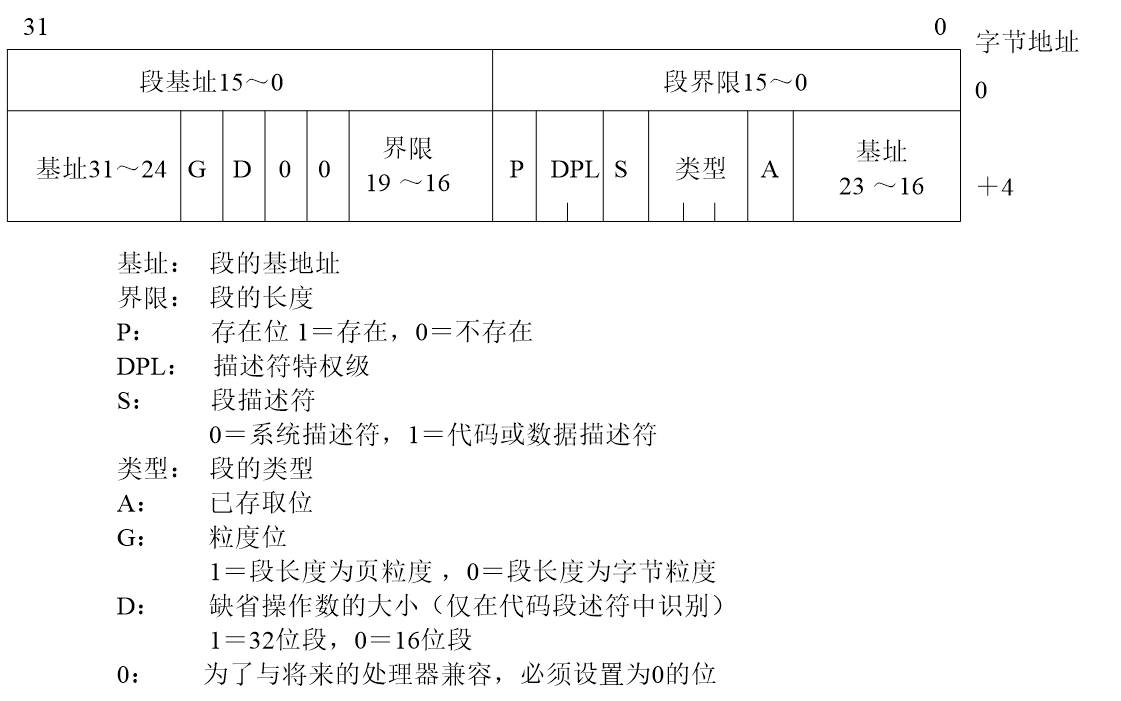 31 0 字节地址
段基址15～0 段界限15～0 0
基址31～24 G D 0 0 界限 19 ～16 P DPL S 类型 A 基址 23 ～16 ＋4
基址： 段的基地址
界限： 段的长度
P： 存在位 1＝存在，0＝不存在
DPL： 描述符特权级
S： 段描述符
0＝系统描述符，1＝代码或数据描述符
类型： 段的类型
A： 已存取位
G： 粒度位
1＝段长度为页粒度 ，0＝段长度为字节粒度
D： 缺省操作数的大小（仅在代码段述符中识别）
1＝32位段，0＝16位段
0： 为了与将来的处理器兼容，必须设置为0的位